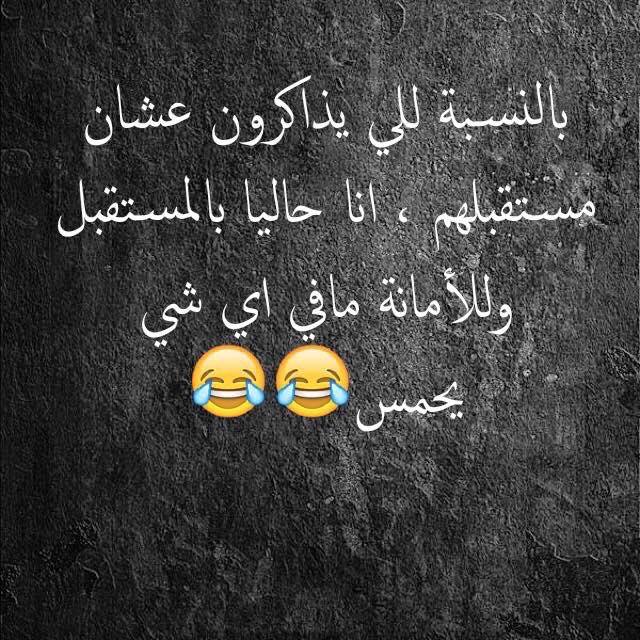 بالنسبة للي يذاكرون عشان
مستقبلهم ، انا حاليا بالمستقبل
وللأمانة مافي اي شي
يحمس😂😂